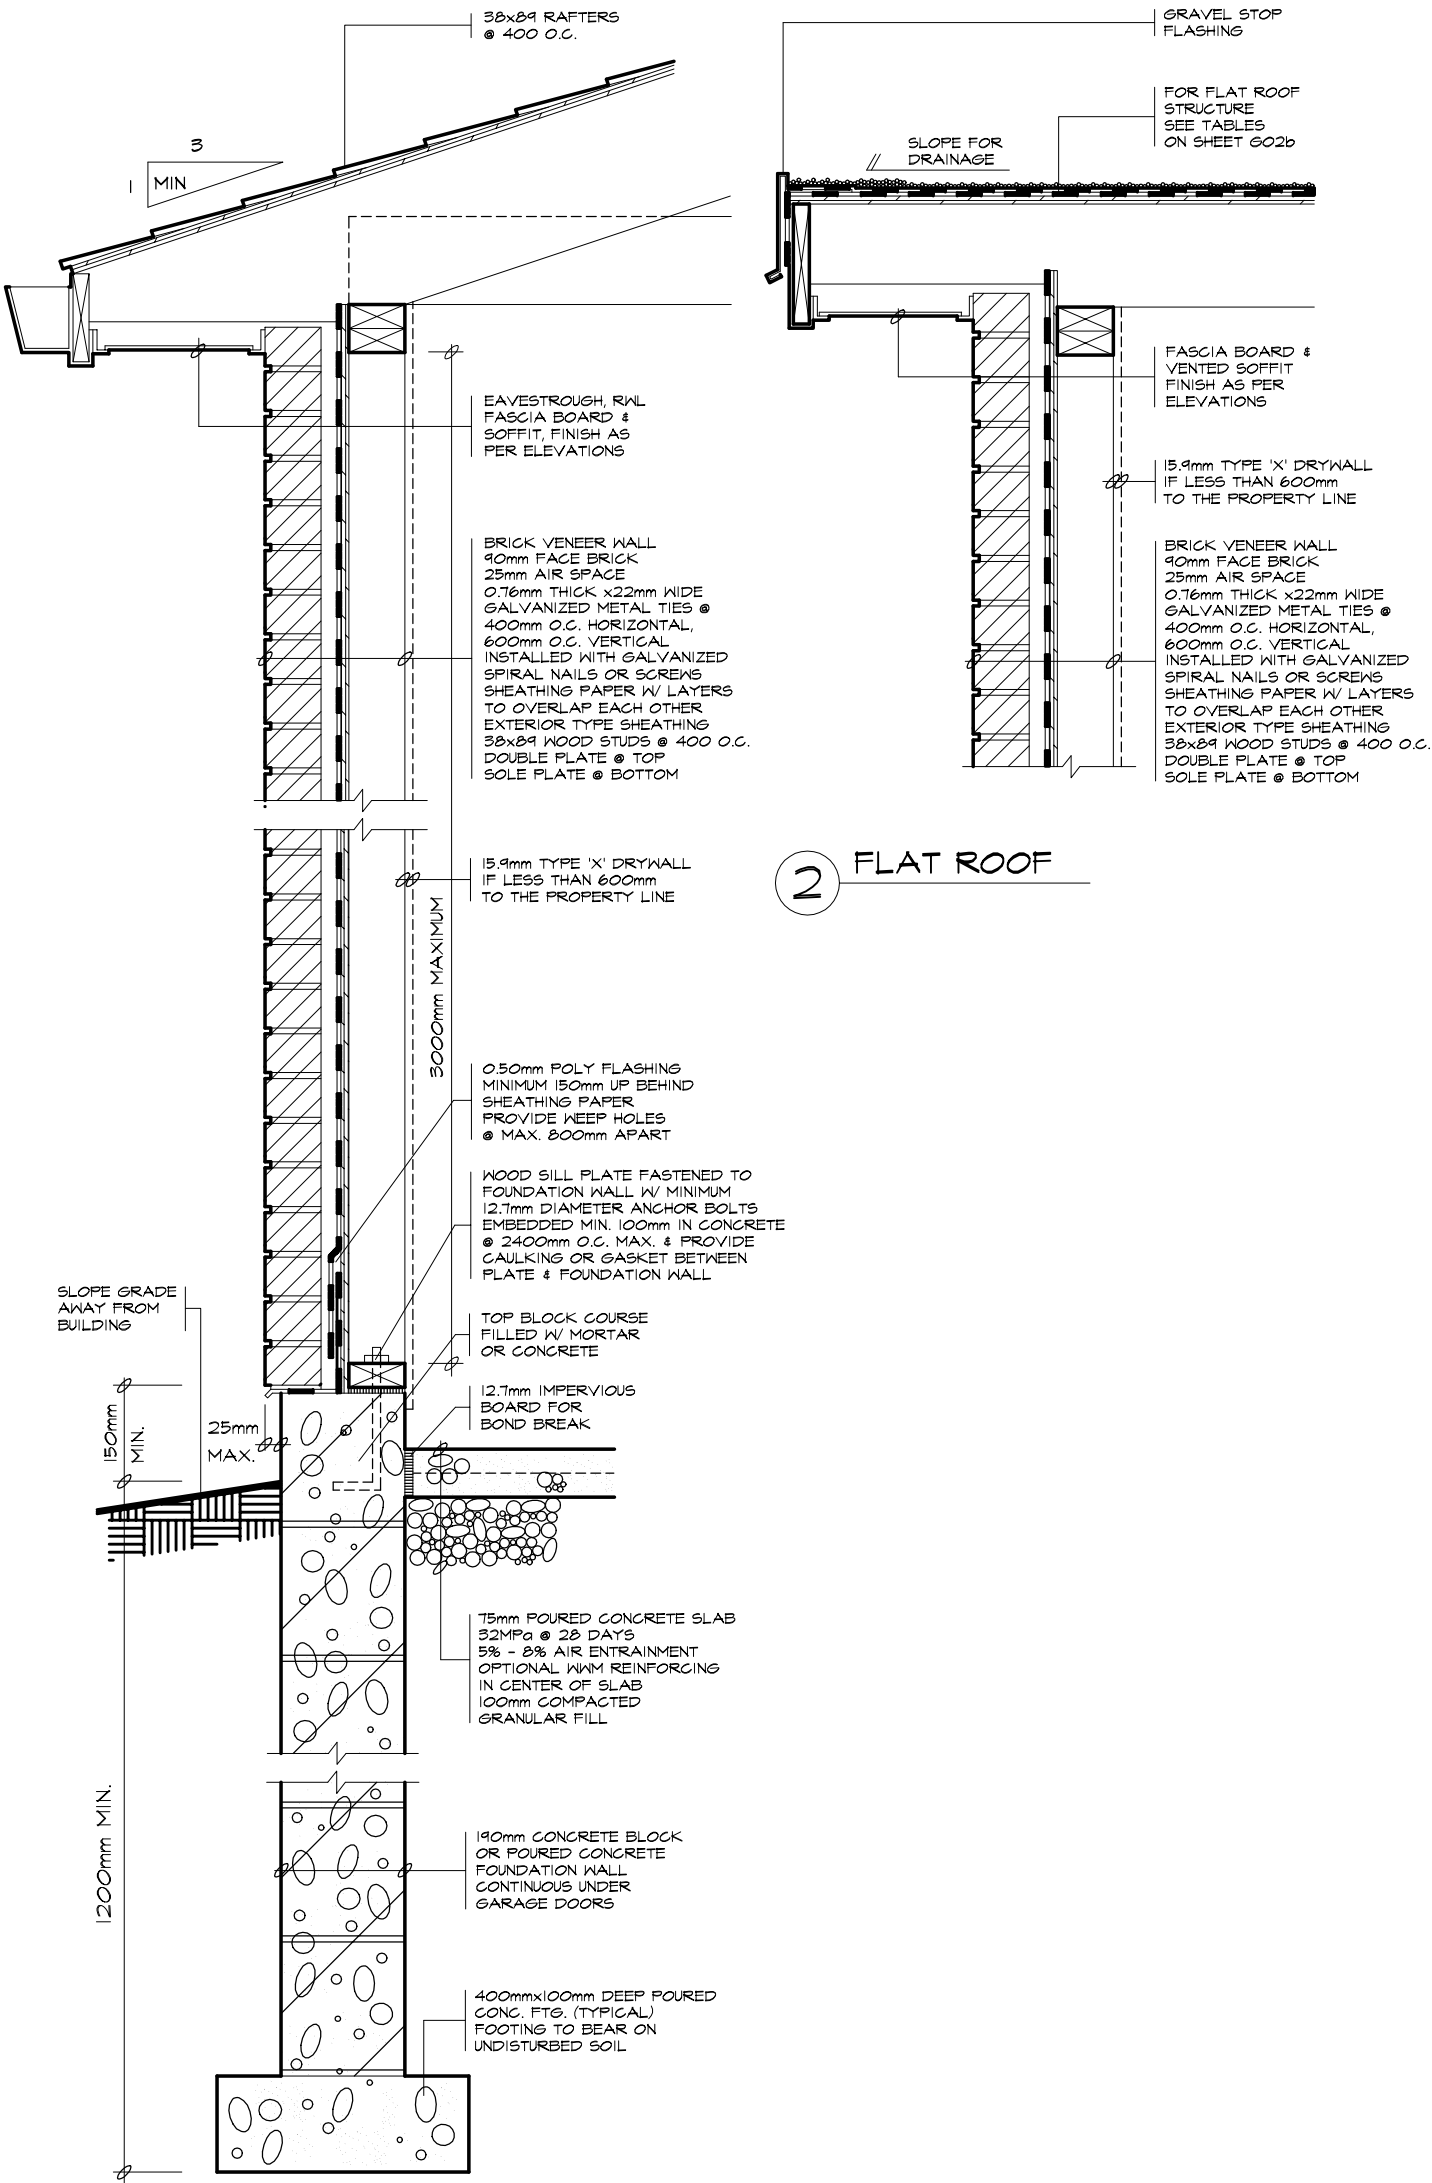 38x89 RAFTERS
@ 400 O.C.
3
1
MIN
EAVESTROUGH, RWL
FASCIA BOARD &
SOFFIT, FINISH AS
PER ELEVATIONS
BRICK VENEER WALL
90mm FACE BRICK
25mm AIR SPACE
0.76mm THICK x22mm WIDE
GALVANIZED METAL TIES @
400mm O.C. HORIZONTAL,
600mm O.C. VERTICAL
INSTALLED WITH GALVANIZED
SPIRAL NAILS OR SCREWS
SHEATHING PAPER W/ LAYERS
TO OVERLAP EACH OTHER
EXTERIOR TYPE SHEATHING
38x89 WOOD STUDS @ 400 O.C.
DOUBLE PLATE @ TOP
SOLE PLATE @ BOTTOM
15.9mm TYPE 'X' DRYWALL
IF LESS THAN 600mm
TO THE PROPERTY LINE
3000mm MAXIMUM
0.50mm POLY FLASHING
MINIMUM 150mm UP BEHIND
SHEATHING PAPER
PROVIDE WEEP HOLES
@ MAX. 800mm APART
WOOD SILL PLATE FASTENED TO
FOUNDATION WALL W/ MINIMUM
12.7mm DIAMETER ANCHOR BOLTS
EMBEDDED MIN. 100mm IN CONCRETE
@ 2400mm O.C. MAX. & PROVIDE
CAULKING OR GASKET BETWEEN
PLATE & FOUNDATION WALL
SLOPE GRADE
AWAY FROM
BUILDING
TOP BLOCK COURSE
FILLED W/ MORTAR
OR CONCRETE
12.7mm IMPERVIOUS
BOARD FOR
BOND BREAK
150mm
MIN.
25mm
MAX.
75mm POURED CONCRETE SLAB
32MPa @ 28 DAYS
5% - 8% AIR ENTRAINMENT
OPTIONAL WWM REINFORCING
IN CENTER OF SLAB
100mm COMPACTED
GRANULAR FILL
1200mm MIN.
190mm CONCRETE BLOCK
OR POURED CONCRETE
FOUNDATION WALL
CONTINUOUS UNDER
GARAGE DOORS
400mmx100mm DEEP POURED
CONC. FTG. (TYPICAL)
FOOTING TO BEAR ON
UNDISTURBED SOIL
GRAVEL STOP
FLASHING
FOR FLAT ROOF
STRUCTURE
SEE TABLES
ON SHEET G02b
SLOPE FOR
DRAINAGE
FASCIA BOARD &
VENTED SOFFIT
FINISH AS PER
ELEVATIONS
15.9mm TYPE 'X' DRYWALL
IF LESS THAN 600mm
TO THE PROPERTY LINE
BRICK VENEER WALL
90mm FACE BRICK
25mm AIR SPACE
0.76mm THICK x22mm WIDE
GALVANIZED METAL TIES @
400mm O.C. HORIZONTAL,
600mm O.C. VERTICAL
INSTALLED WITH GALVANIZED
SPIRAL NAILS OR SCREWS
SHEATHING PAPER W/ LAYERS
TO OVERLAP EACH OTHER
EXTERIOR TYPE SHEATHING
38x89 WOOD STUDS @ 400 O.C.
DOUBLE PLATE @ TOP
SOLE PLATE @ BOTTOM
2 FLAT ROOF